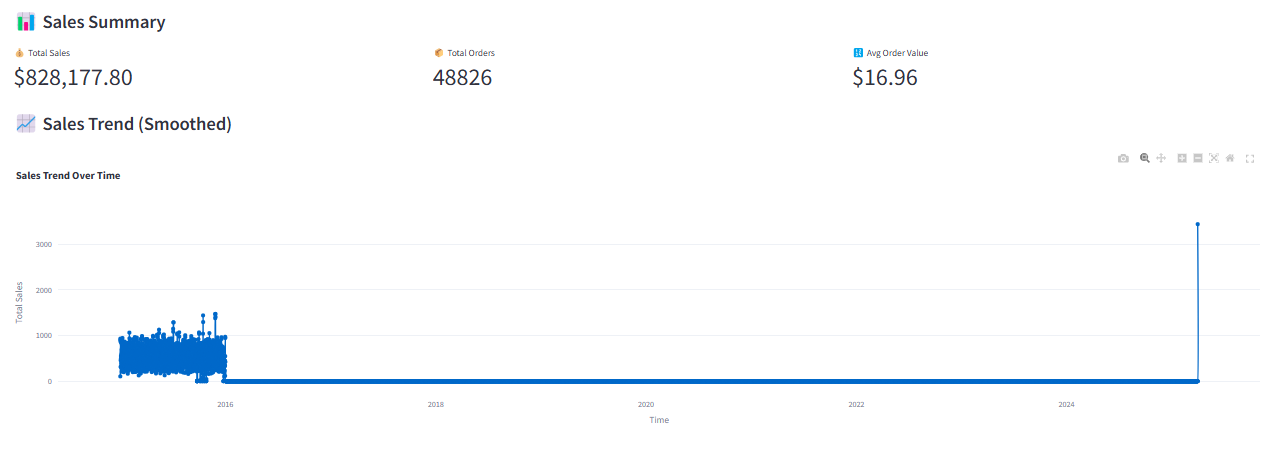 Sales Summary
Total Sales
Total Orders
Avg Order Value
$828,177.80
48826
$16.96
Sales Trend (Smoothed)
Sales Trend Over Time
3000
2000
1000
0
Total Sales
2016
2018
2020
2022
2024
Time